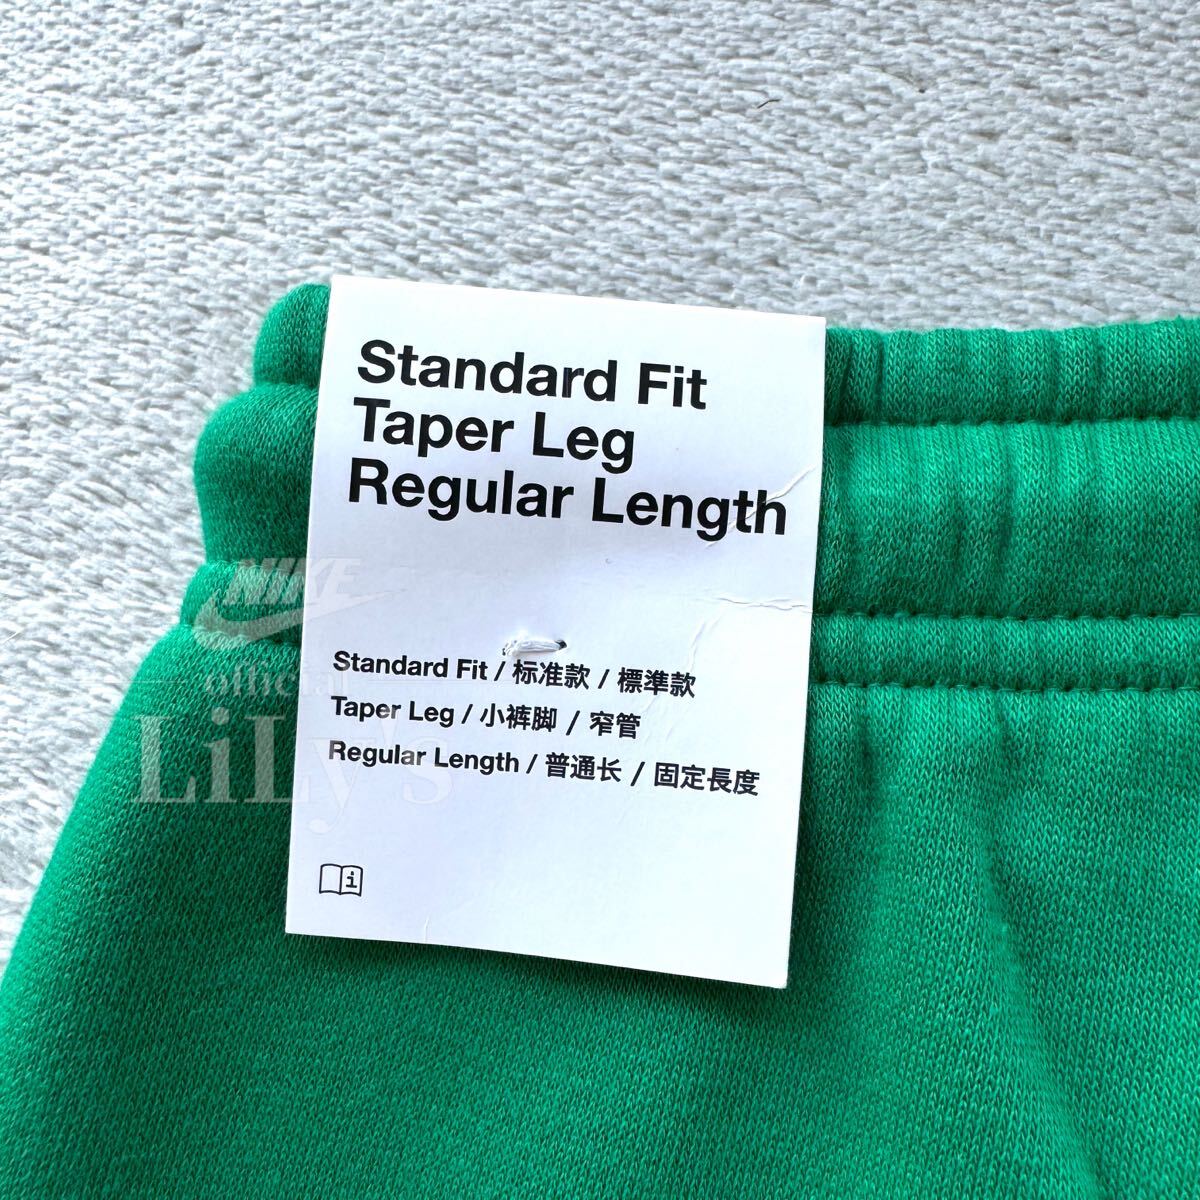 Standard Fit
Taper Leg
Regular Length
NIKE
Standard Fit / 标准款 / 標準款
official
Taper Leg / 小裤脚 / 窄管
LiLy's
Regular Length / 普通长 / 固定長度
i